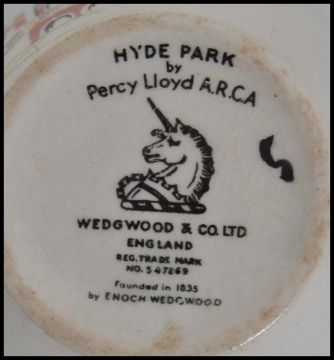 HYDE PARK
by
Percy Lloyd A.R.C.A
WEDGWOOD & CO. LTD
ENGLAND
REG. TRADE MARK
NO. 547869
Founded in 1835
by ENOCH WEDGWOOD